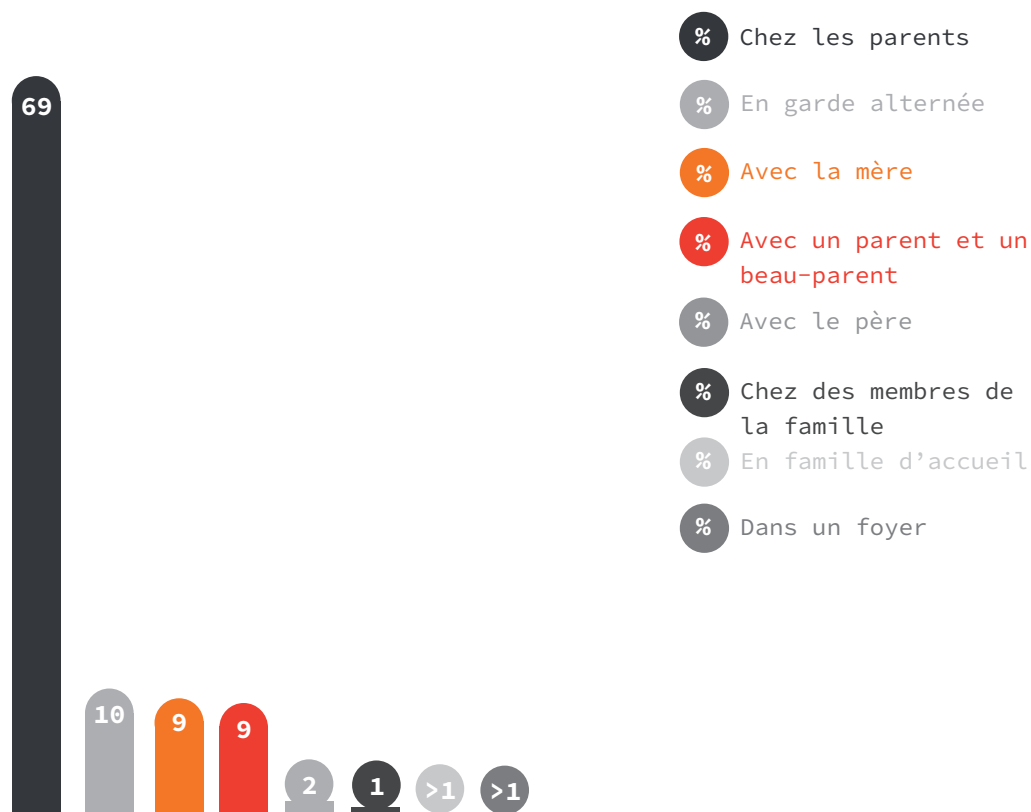 % Chez les parents
69
% En garde alternée
% Avec la mère
% Avec un parent et un
beau-parent
% Avec le père
% Chez des membres de
la famille
% En famille d’accueil
% Dans un foyer
10
9
9
2
1
>1
>1